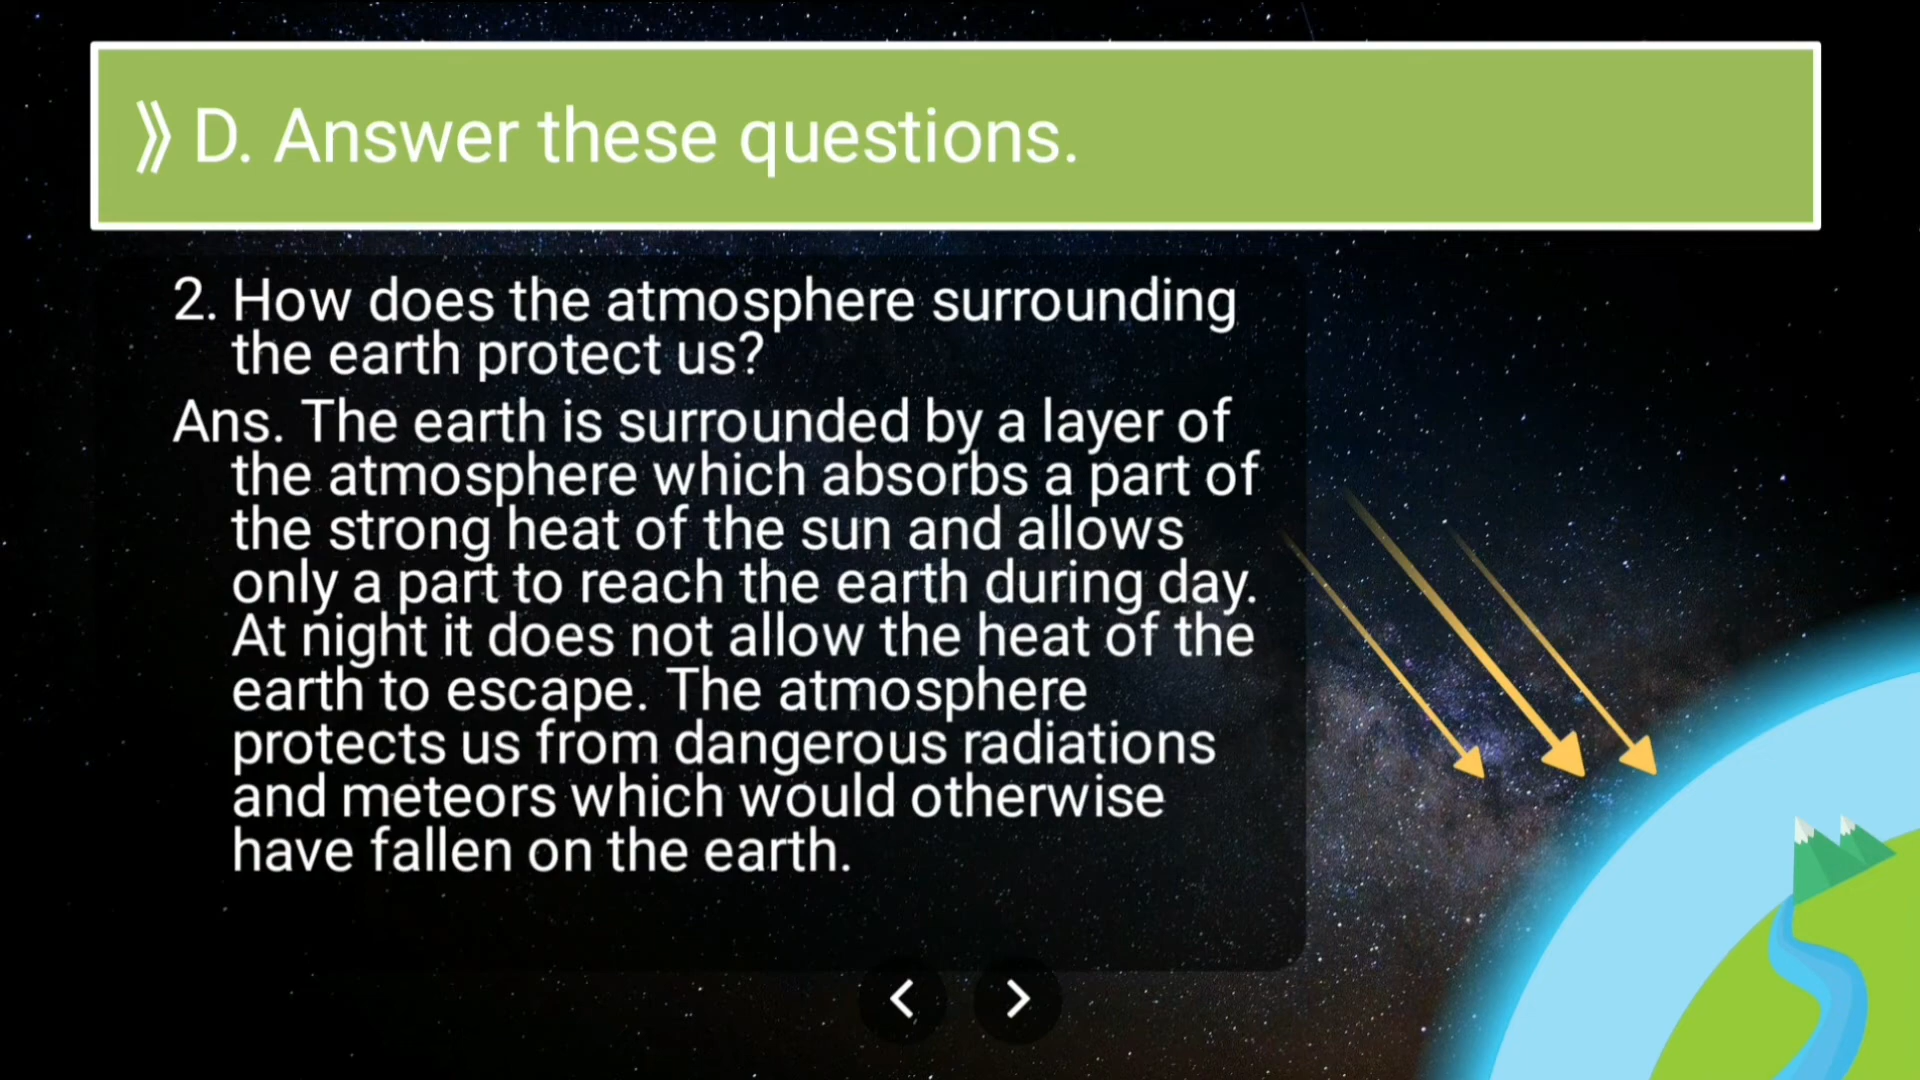 ⟫ D. Answer these questions.
2. How does the atmosphere surrounding
the earth protect us?
Ans. The earth is surrounded by a layer of
the atmosphere which absorbs a part of
the strong heat of the sun and allows
only a part to reach the earth during day.
At night it does not allow the heat of the
earth to escape. The atmosphere
protects us from dangerous radiations
and meteors which would otherwise
have fallen on the earth.